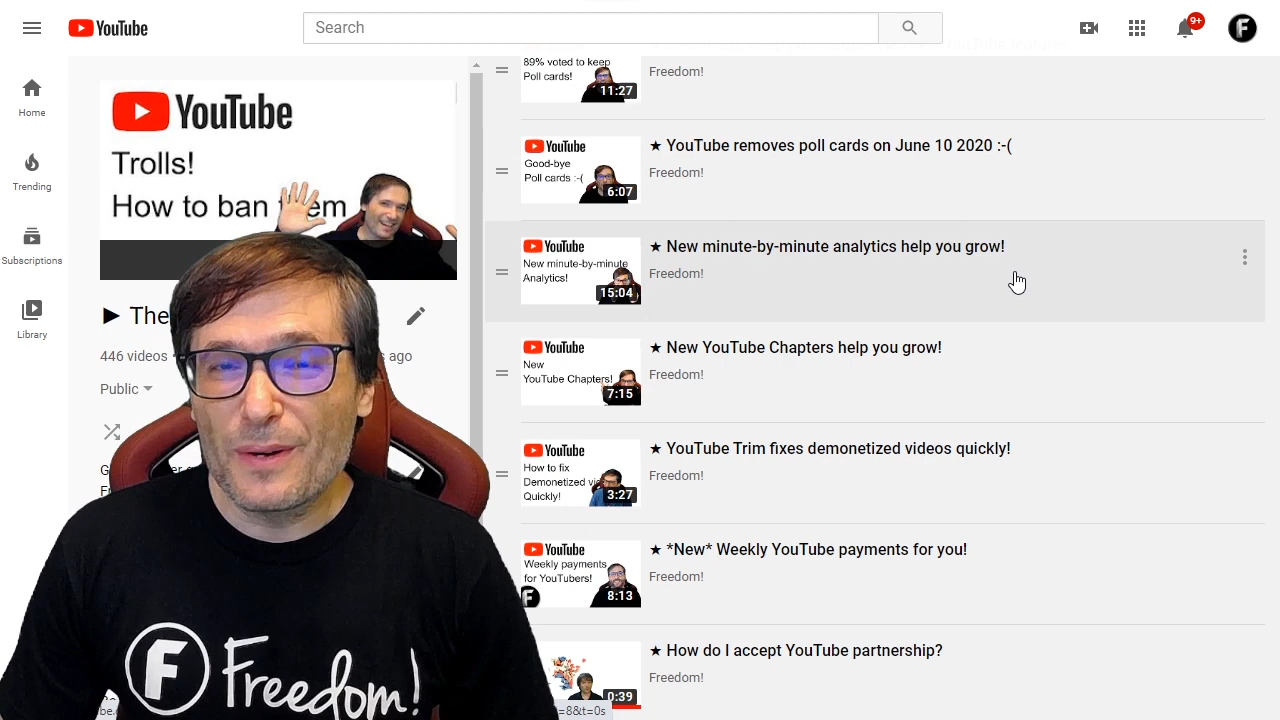 YouTube
Search
9+
F
Home
Trending
Subscriptions
Library
YouTube
Trolls!
How to ban
► The
446 videos
ago
Public
89% voted to keep
Poll cards!
11:27
Freedom!
YouTube
Good-bye
Poll cards :-(
6:07
★ YouTube removes poll cards on June 10 2020 :-(
Freedom!
YouTube
New minute-by-minute
Analytics!
15:04
★ New minute-by-minute analytics help you grow!
Freedom!
YouTube
New
YouTube Chapters!
7:15
★ New YouTube Chapters help you grow!
Freedom!
YouTube
How to fix
Demonetized
Quickly!
3:27
★ YouTube Trim fixes demonetized videos quickly!
Freedom!
YouTube
Weekly payments
for YouTubers!
F
8:13
★ *New* Weekly YouTube payments for you!
Freedom!
0:39
★ How do I accept YouTube partnership?
Freedom!
F Freedom!
=8&t=0s